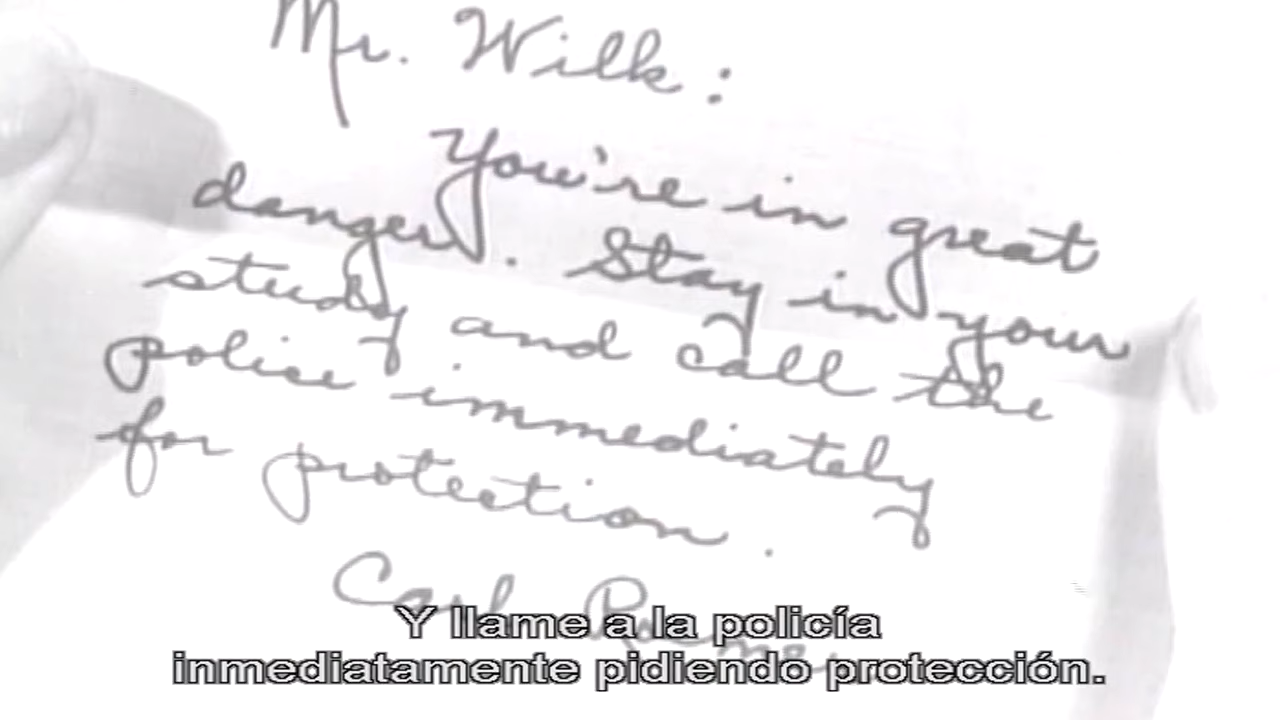 Mr. Wilk:
You're in great
danger. Stay in your
study and call the
police immediately
for protection.
Carl
Y llame a la policía
inmediatamente pidiendo protección.